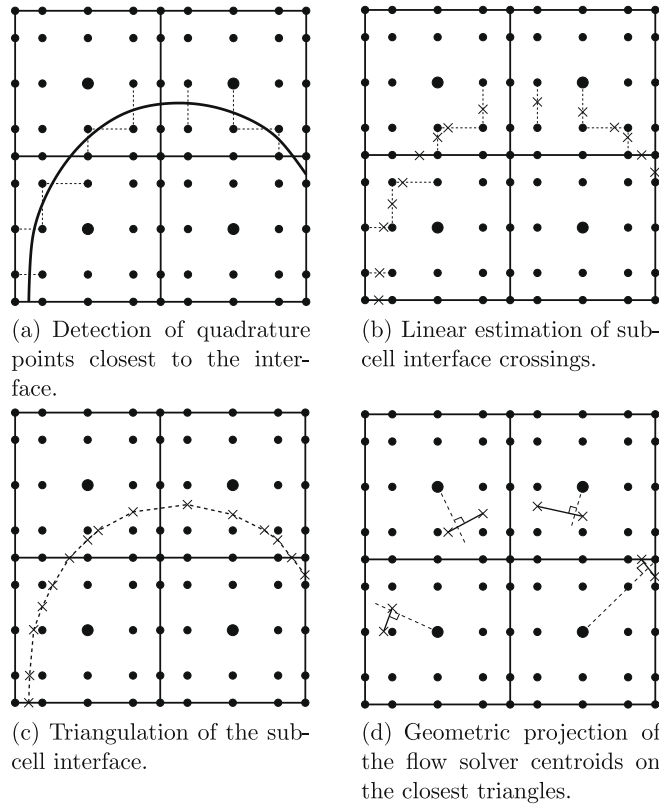 (a) Detection of quadrature
points closest to the inter-
face.
(b) Linear estimation of sub-
cell interface crossings.
(c) Triangulation of the sub-
cell interface.
(d) Geometric projection of
the flow solver centroids on
the closest triangles.